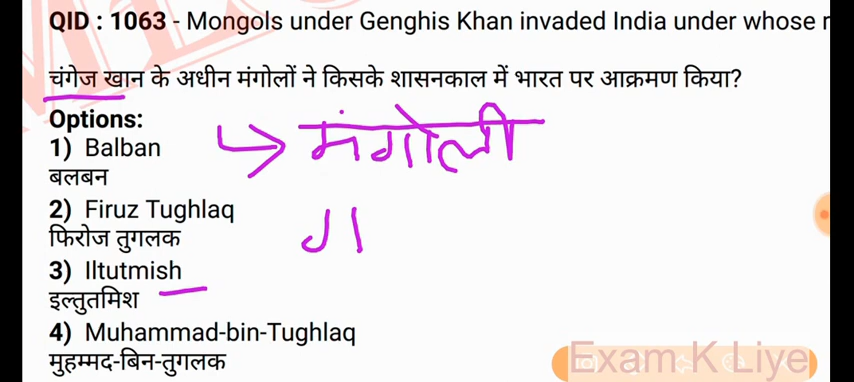 QID : 1063 - Mongols under Genghis Khan invaded India under whose r
चंगेज खान के अधीन मंगोलों ने किसके शासनकाल में भारत पर आक्रमण किया?
Options:
मंगोली
1) Balban
बलबन
2) Firuz Tughlaq
फिरोज तुगलक
3) Iltutmish
इल्तुतमिश
4) Muhammad-bin-Tughlaq
मुहम्मद-बिन-तुगलक
Exam K Liye